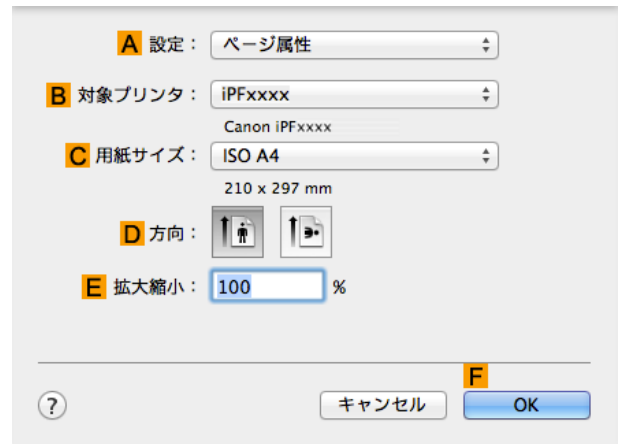 A 設定： ページ属性
B 対象プリンタ： iPFxxxx
Canon iPFxxxx
C 用紙サイズ： ISO A4
210 x 297 mm
D 方向：
E 拡大縮小： 100 %
F
? キャンセル OK